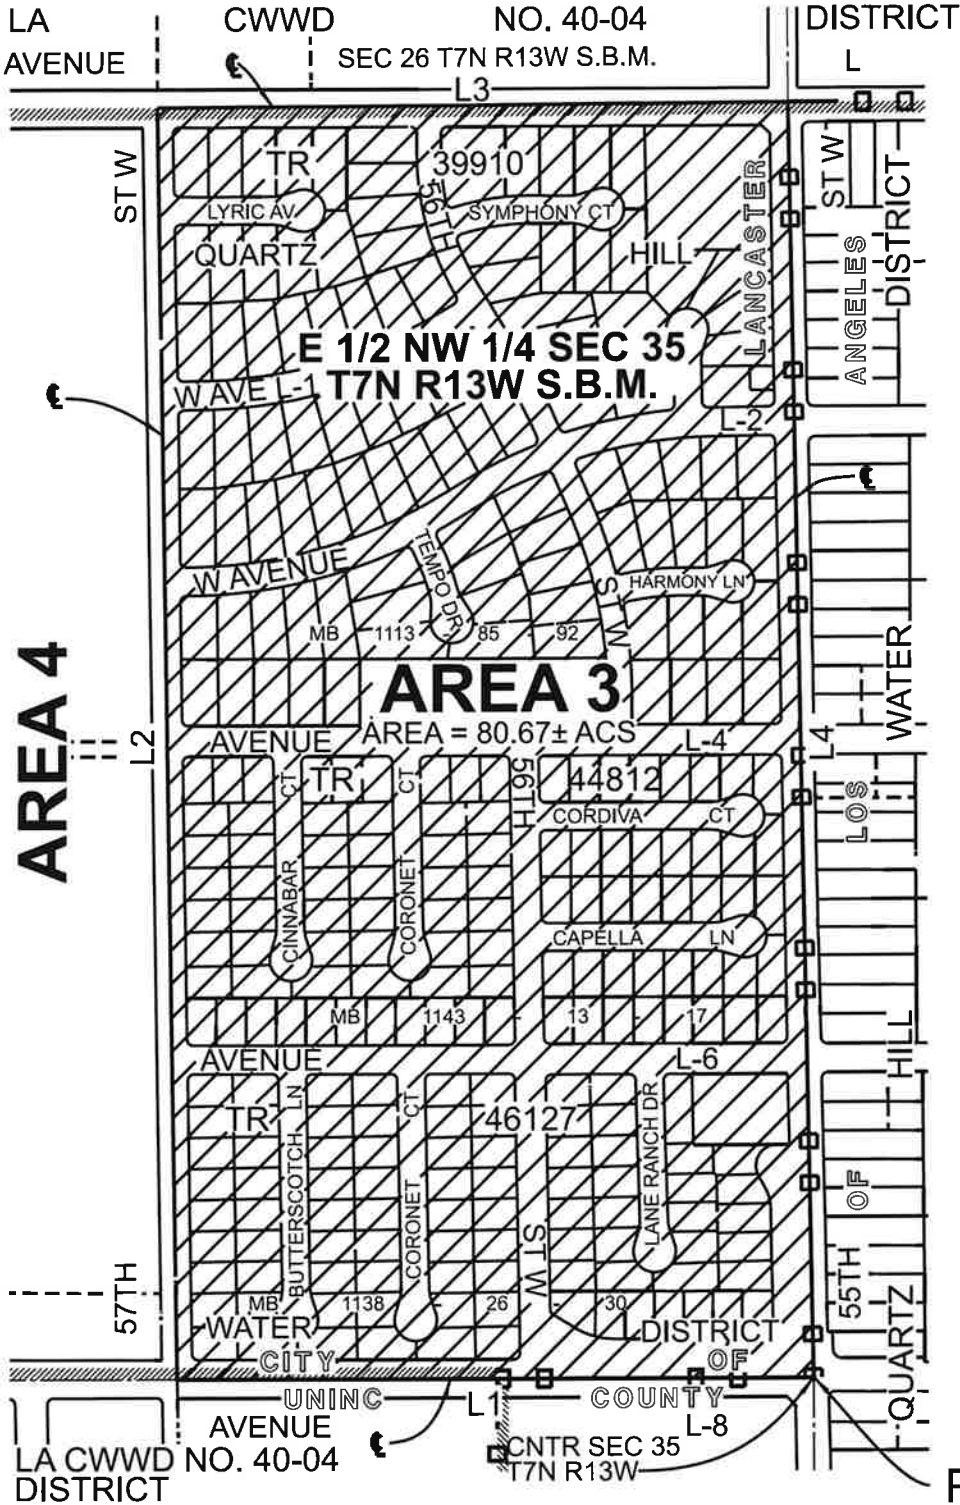 LA CWWD NO. 40-04 DISTRICT
AVENUE SEC 26 T7N R13W S.B.M. L
L3
ST W
TR 39910
ST W
DISTRICT
LANCASTER
56TH
LYRIC AV
SYMPHONY CT
QUARTZ HILL
ANGELES
E 1/2 NW 1/4 SEC 35
T7N R13W S.B.M.
W AVE L-1
L-2
TEMPO DR
W AVENUE
ST W
HARMONY LN
MB 1113 - 85 - 92
WATER
AREA 4
AREA 3
AREA = 80.67± ACS
L2
AVENUE L-4
L4
CT TR CT 56TH 44812
LOS
CORDIVA CT
CINNABAR
CORONET
CAPELLA LN
MB 1143 - 13 - 17
HILL
AVENUE L-6
TR LN CT 46127
BUTTERSCOTCH
CORONET
LANE RANCH DR
OF
ST W
57TH
55TH
MB 1138 - 26 - 30
WATER DISTRICT
QUARTZ
CITY OF
UNINC L1 COUNTY
AVENUE L-8
LA CWWD NO. 40-04
DISTRICT
CNTR SEC 35
T7N R13W